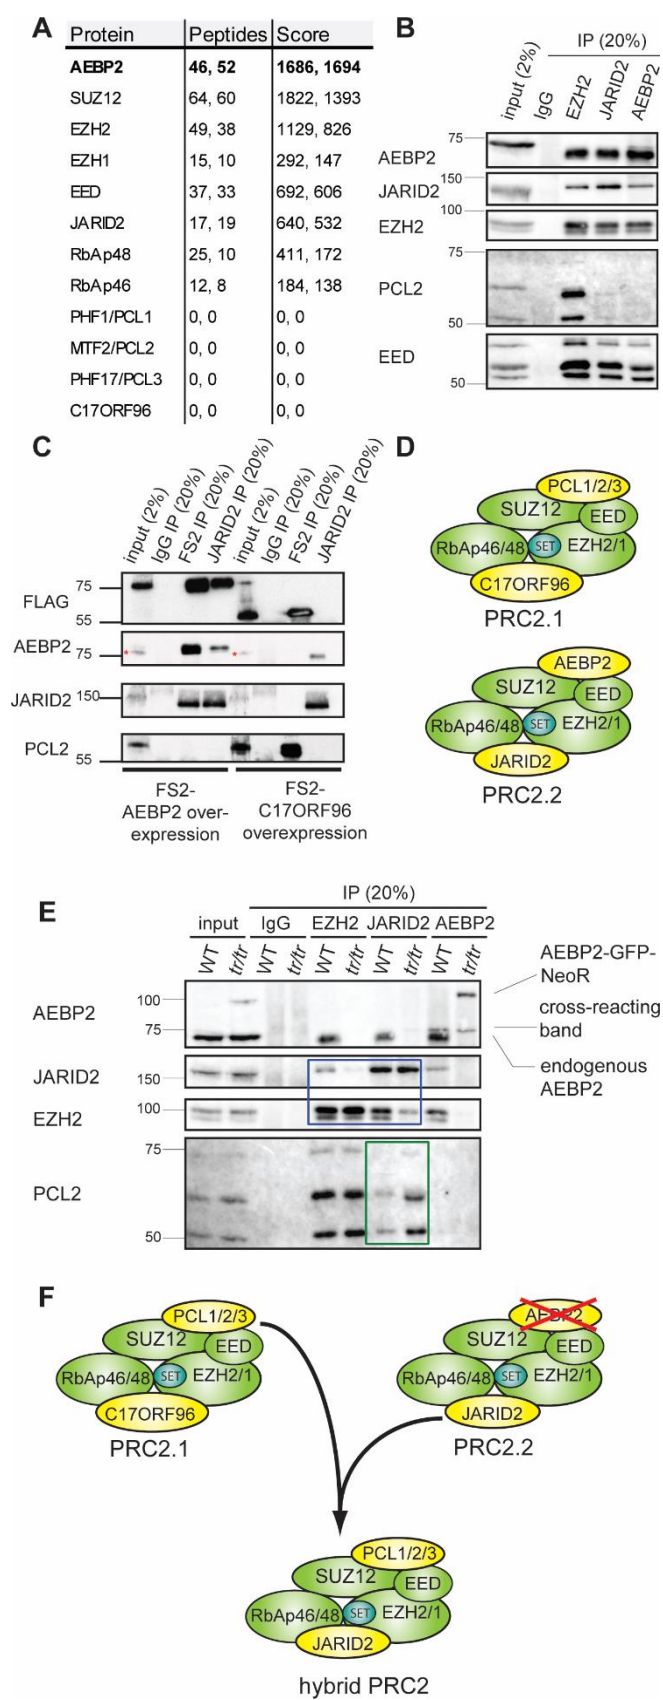 A
Protein Peptides Score
AEBP2 46, 52 1686, 1694
SUZ12 64, 60 1822, 1393
EZH2 49, 38 1129, 826
EZH1 15, 10 292, 147
EED 37, 33 692, 606
JARID2 17, 19 640, 532
RbAp48 25, 10 411, 172
RbAp46 12, 8 184, 138
PHF1/PCL1 0, 0 0, 0
MTF2/PCL2 0, 0 0, 0
PHF17/PCL3 0, 0 0, 0
C17ORF96 0, 0 0, 0
B
IP (20%)
input (2%) IgG EZH2 JARID2 AEBP2
75
AEBP2
150
JARID2
100
EZH2
75
PCL2
50
EED
50
C
input (2%) IgG IP (20%) FS2 IP (20%) JARID2 IP (20%) input (2%) IgG IP (20%) FS2 IP (20%) JARID2 IP (20%)
75
FLAG
55
AEBP2
75
* *
JARID2 150
PCL2
55
FS2-
AEBP2 over-
expression
FS2-
C17ORF96
overexpression
D
PCL1/2/3
SUZ12
EED
RbAp46/48 SET EZH2/1
C17ORF96
PRC2.1
AEBP2
SUZ12
EED
RbAp46/48 SET EZH2/1
JARID2
PRC2.2
E
IP (20%)
input IgG EZH2 JARID2 AEBP2
WT tr/tr WT tr/tr WT tr/tr WT tr/tr WT tr/tr
AEBP2
100
75
AEBP2-GFP-
NeoR
cross-reacting
band
endogenous
AEBP2
JARID2
150
EZH2
100
75
PCL2
50
F
PCL1/2/3
SUZ12
EED
RbAp46/48 SET EZH2/1
C17ORF96
PRC2.1
AEBP2
SUZ12
EED
RbAp46/48 SET EZH2/1
JARID2
PRC2.2
PCL1/2/3
SUZ12
EED
RbAp46/48 SET EZH2/1
JARID2
hybrid PRC2